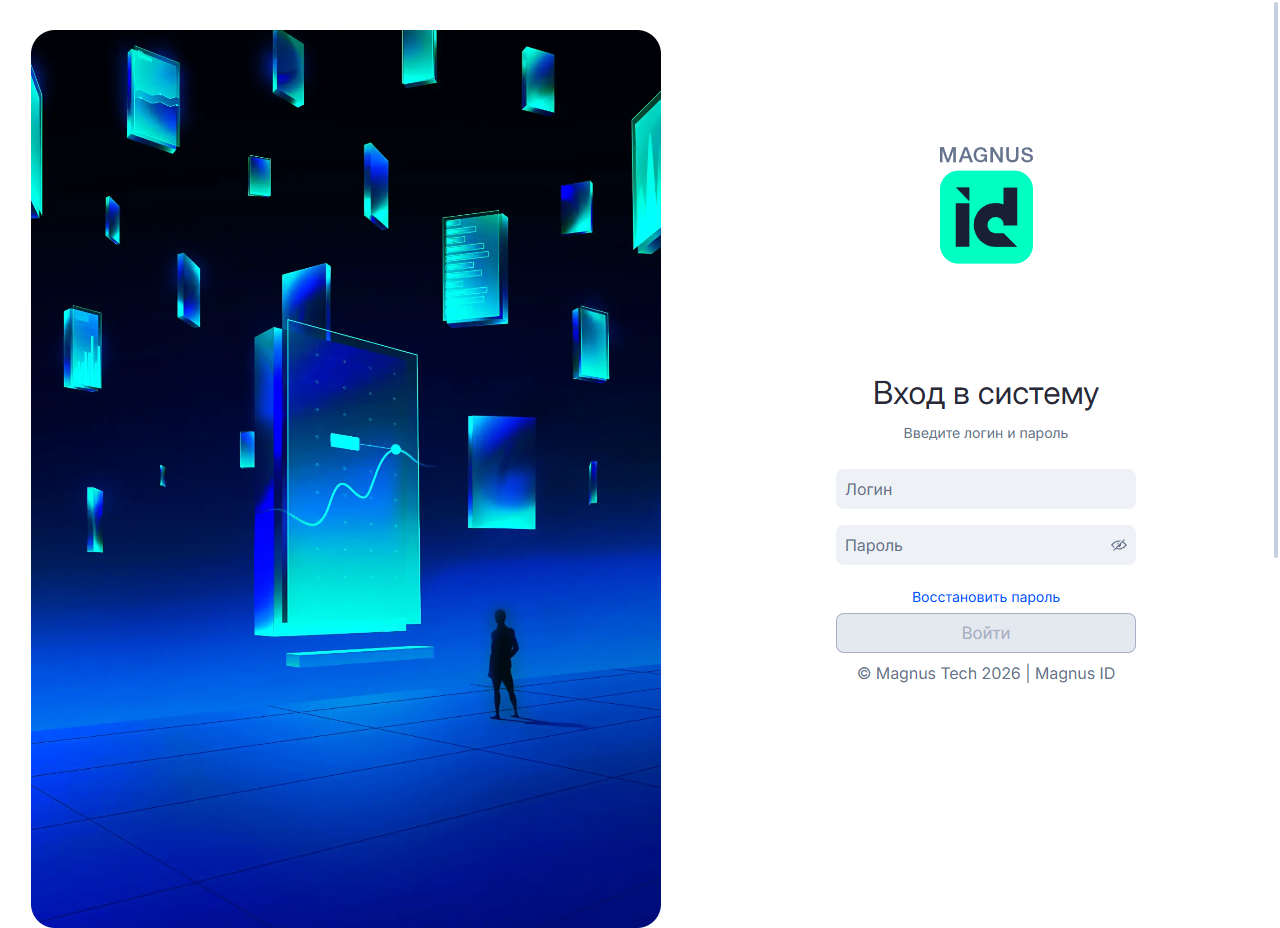 MAGNUS
id
Вход в систему
Введите логин и пароль
Логин
Пароль
Восстановить пароль
Войти
© Magnus Tech 2026 | Magnus ID